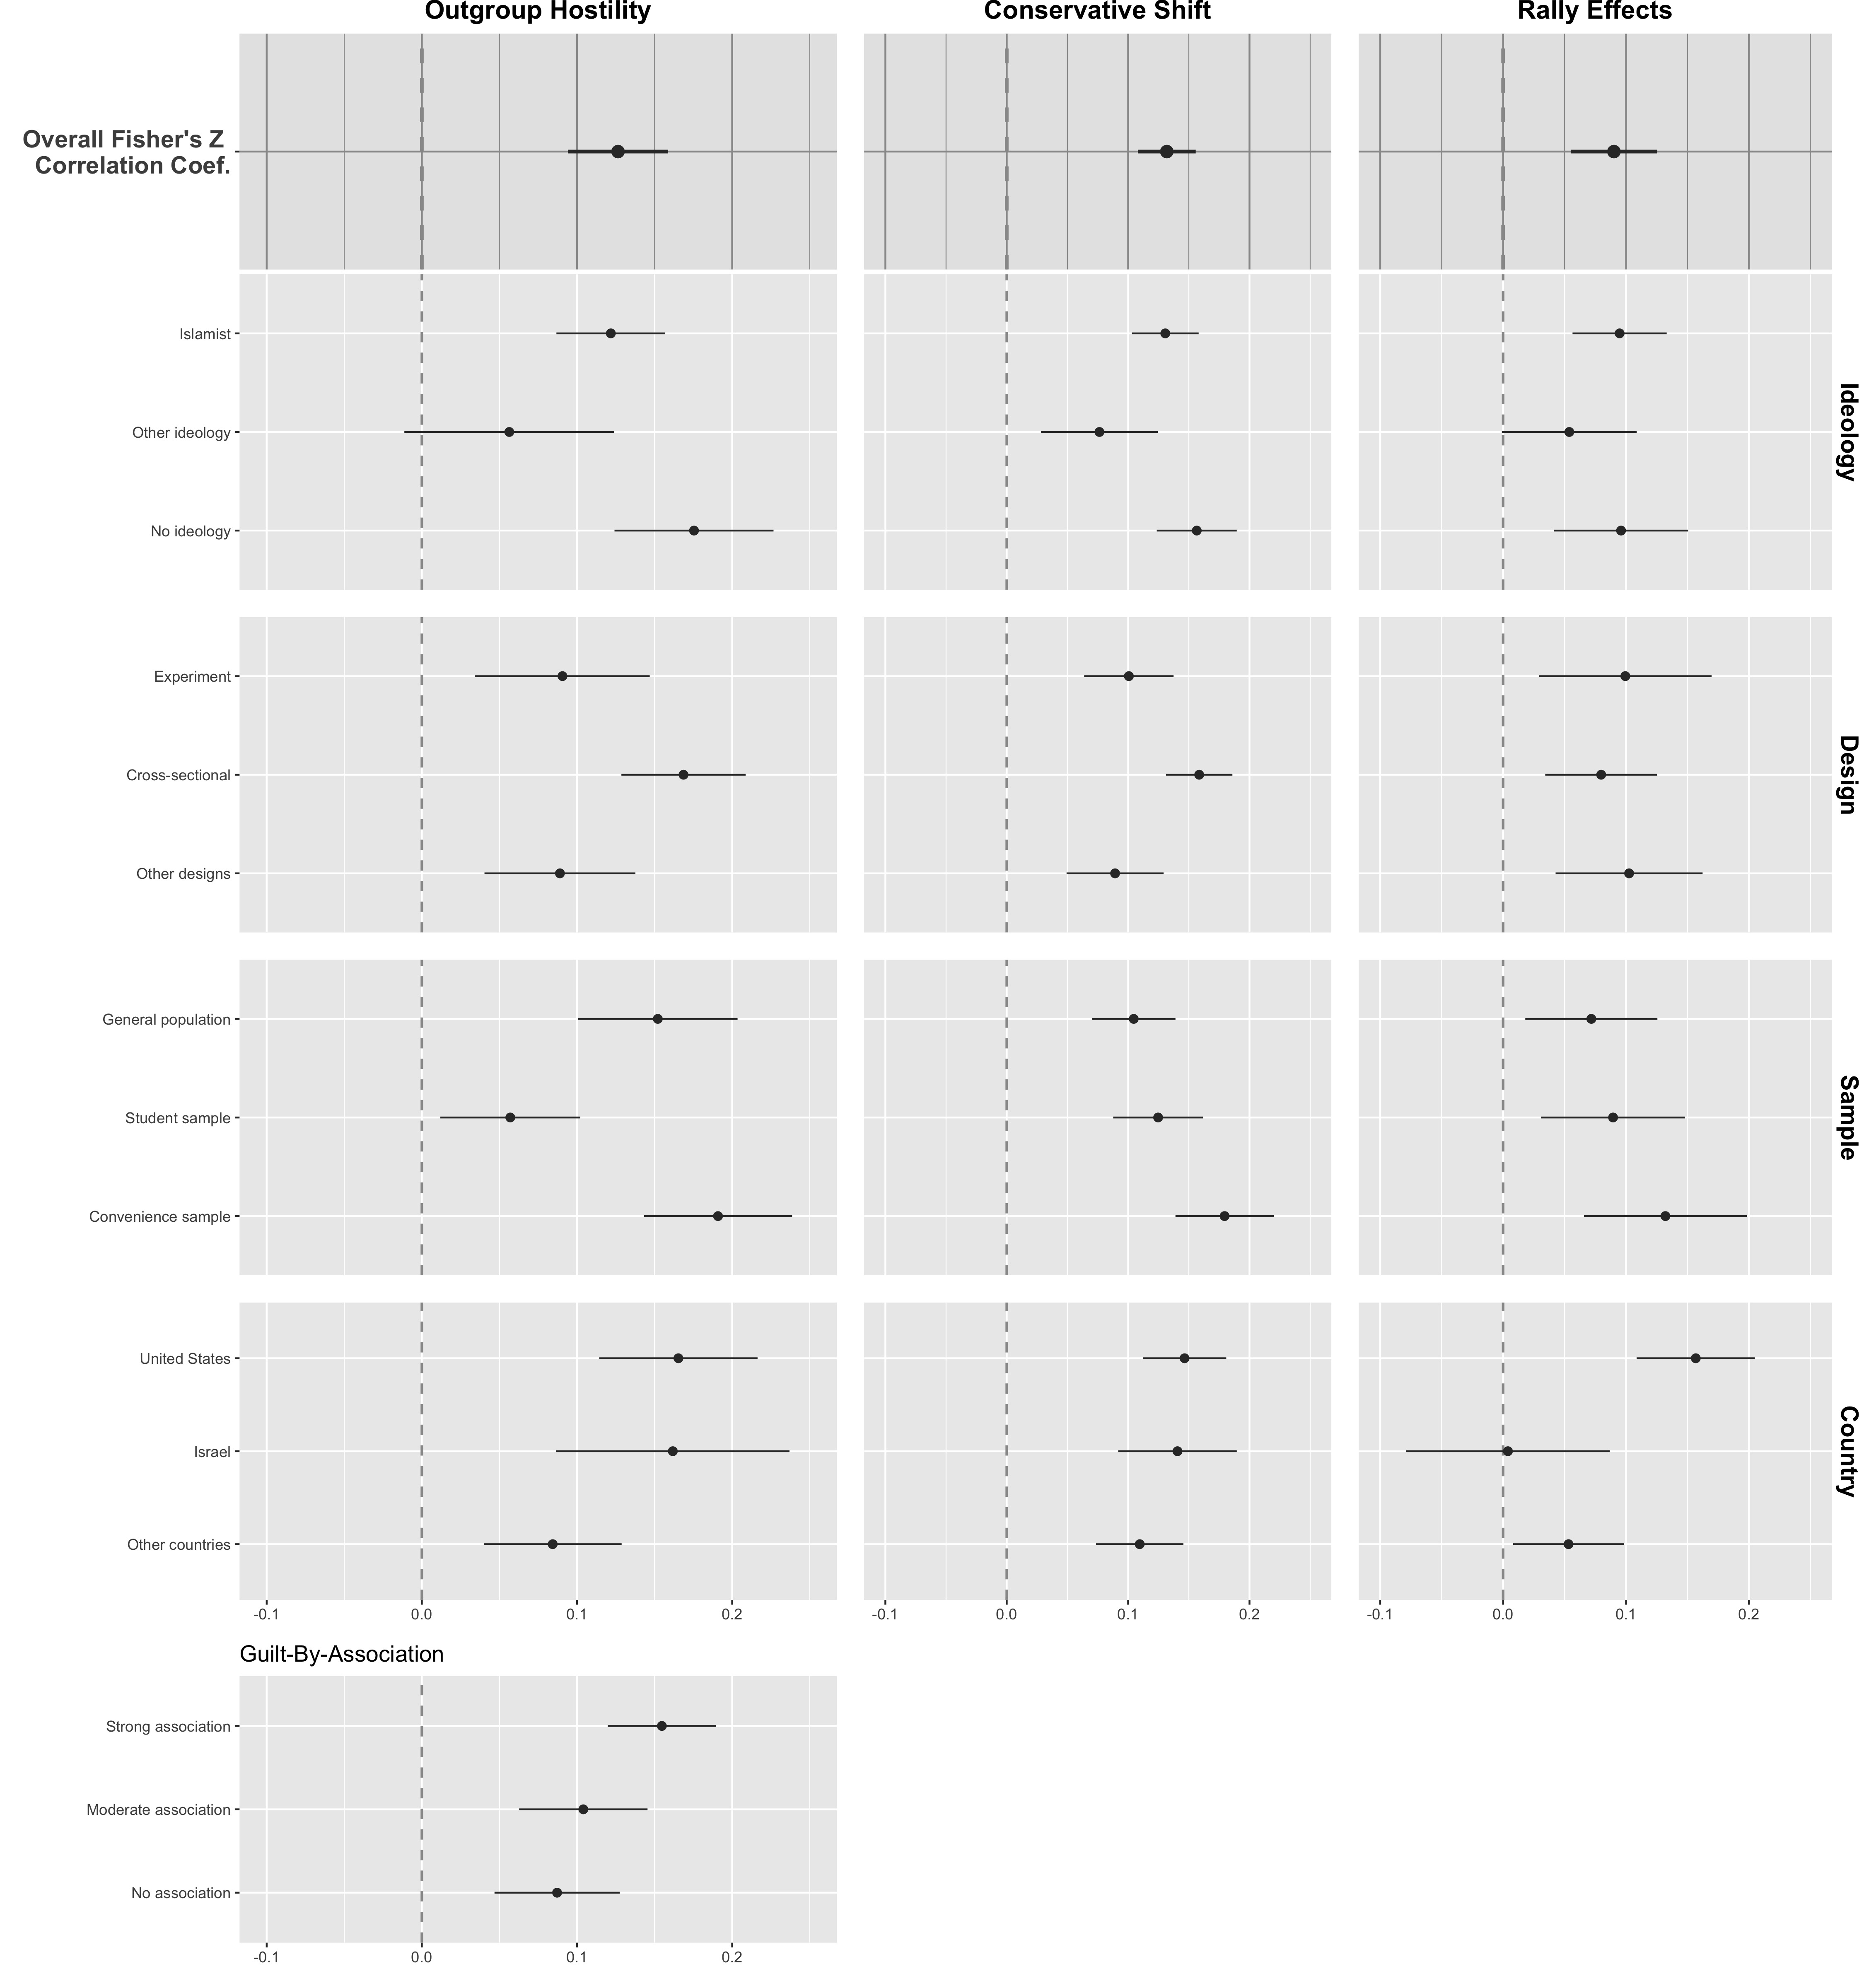 Outgroup Hostility
Conservative Shift
Rally Effects
Overall Fisher's Z
Correlation Coef.
Islamist
Other ideology
No ideology
Ideology
Experiment
Cross-sectional
Other designs
Design
General population
Student sample
Convenience sample
Sample
United States
Israel
Other countries
Country
-0.1 0.0 0.1 0.2
-0.1 0.0 0.1 0.2
-0.1 0.0 0.1 0.2
Guilt-By-Association
Strong association
Moderate association
No association
-0.1 0.0 0.1 0.2